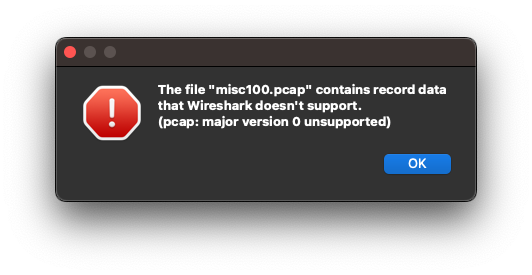 The file "misc100.pcap" contains record data
that Wireshark doesn't support.
(pcap: major version 0 unsupported)
OK